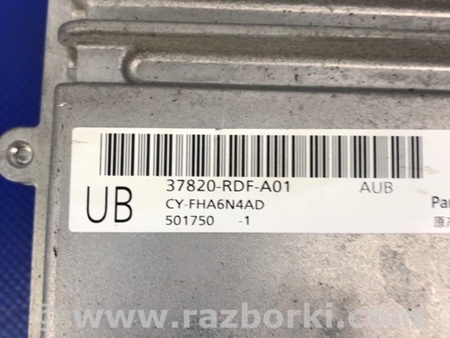 37820-RDF-A01
AUB
UB
CY-FHA6N4AD
501750 -1
www.razborki.com